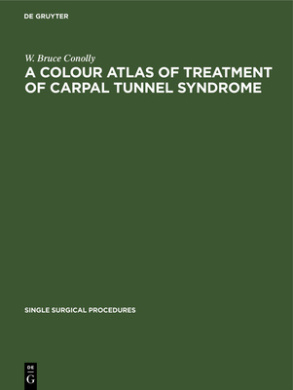 DE GRUYTER
W. Bruce Conolly
A COLOUR ATLAS OF TREATMENT
OF CARPAL TUNNEL SYNDROME
SINGLE SURGICAL PROCEDURES
DE
G